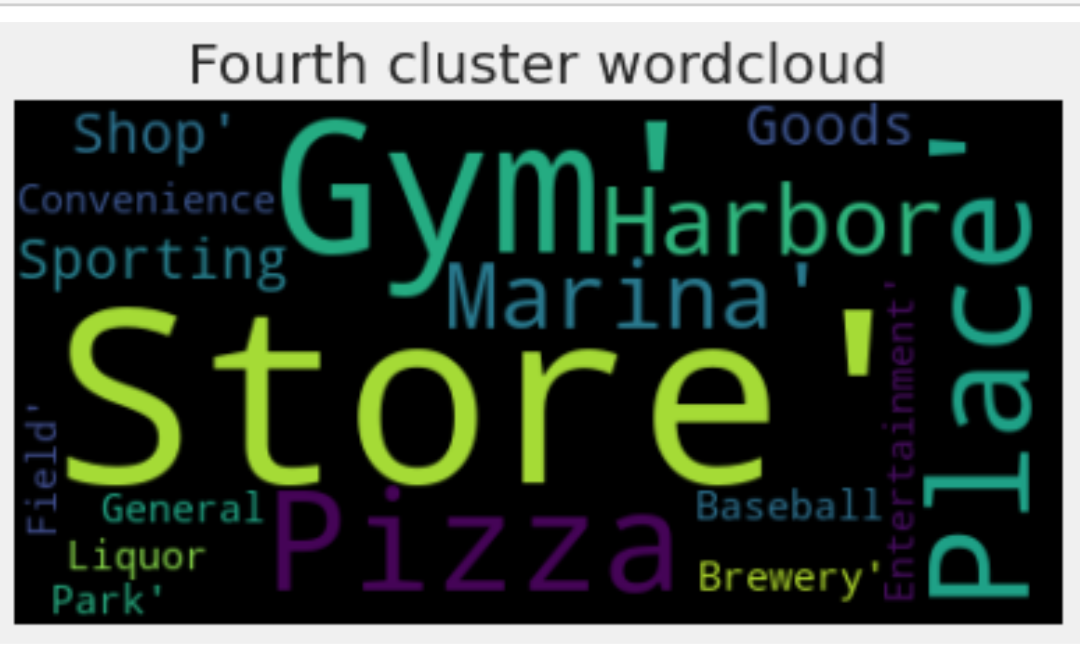 Fourth cluster wordcloud
Shop'
Gym'
Goods
Convenience
Harbor
Sporting
Marina'
Place'
Store'
Entertainment'
Field'
General
Pizza
Baseball
Liquor
Brewery'
Park'